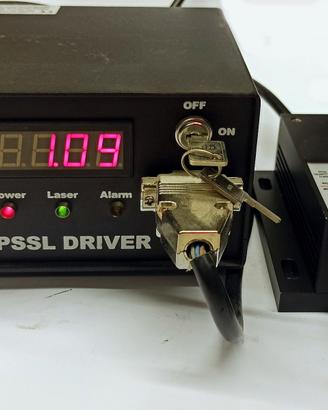 OFF
ON
1.09
ower Laser Alarm
PSSL DRIVER